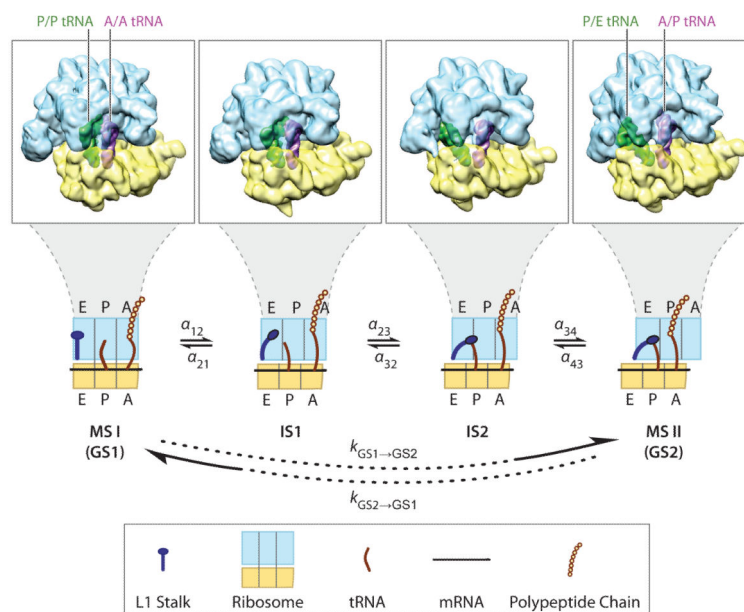 P/P tRNA A/A tRNA P/E tRNA A/P tRNA
E P A E P A E P A E P A
α12 α23 α34
α21 α32 α43
E P A E P A E P A E P A
MS I IS1 IS2 MS II
(GS1) (GS2)
kGS1→GS2
kGS2→GS1
L1 Stalk Ribosome tRNA mRNA Polypeptide Chain